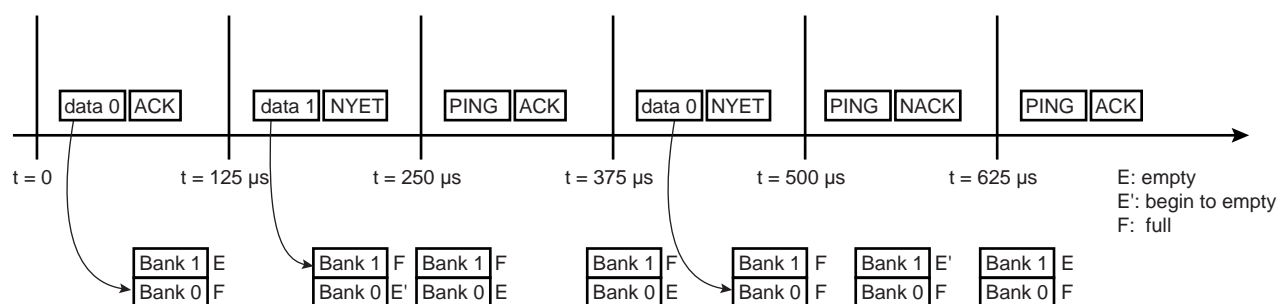 data 0 ACK data 1 NYET PING ACK data 0 NYET PING NACK PING ACK
t = 0 t = 125 μs t = 250 μs t = 375 μs t = 500 μs t = 625 μs E: empty
E': begin to empty
F: full
Bank 1 E Bank 1 F Bank 1 F Bank 1 F Bank 1 F Bank 1 E' Bank 1 E
Bank 0 F Bank 0 E' Bank 0 E Bank 0 E Bank 0 F Bank 0 F Bank 0 F